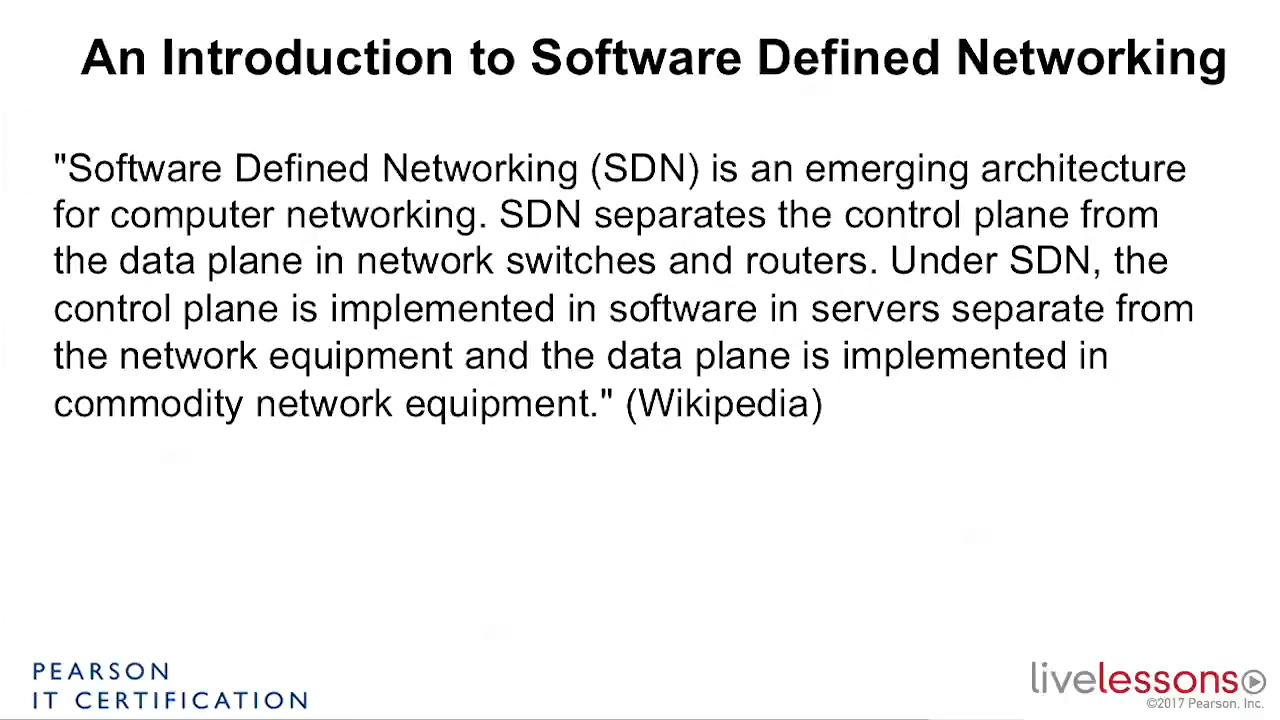 An Introduction to Software Defined Networking
"Software Defined Networking (SDN) is an emerging architecture
for computer networking. SDN separates the control plane from
the data plane in network switches and routers. Under SDN, the
control plane is implemented in software in servers separate from
the network equipment and the data plane is implemented in
commodity network equipment." (Wikipedia)
PEARSON
IT CERTIFICATION
livelessons
©2017 Pearson, Inc.